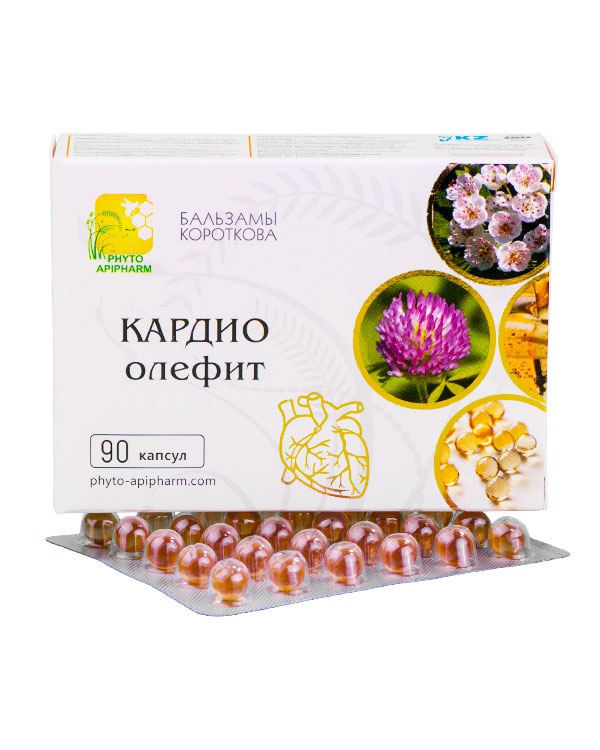 KZ
PHYTO
APIPHARM
БАЛЬЗАМЫ
КОРОТКОВА
КАРДИО
олефит
90 капсул
phyto-apipharm.com